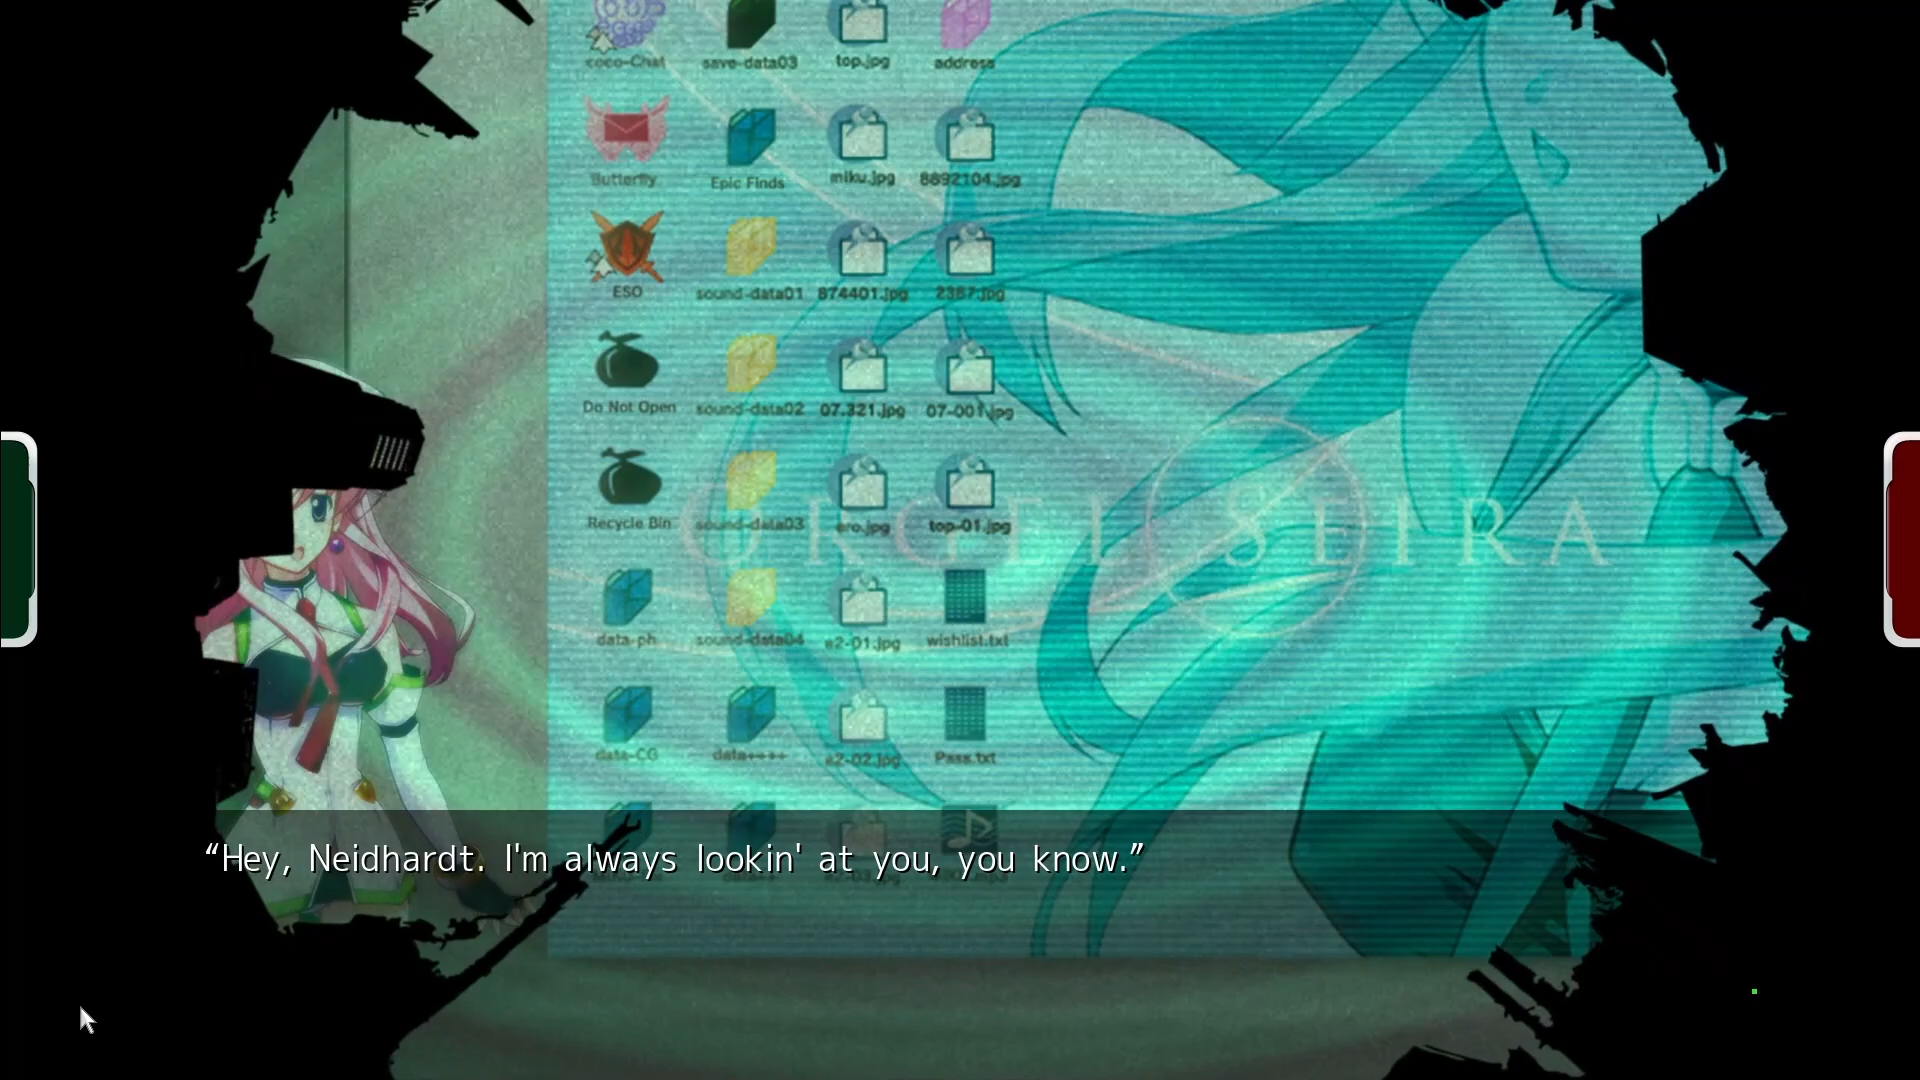 coco-Chat save-data03 top.jpg address
Butterfly Epic Finds miku.jpg 8892104.jpg
ESO sound-data01 874401.jpg 2387.jpg
Do Not Open sound-data02 07.321.jpg 07-001.jpg
Recycle Bin sound-data03 ero.jpg top-01.jpg
ORGEL SEIRA
data-ph sound-data04 e2-01.jpg wishlist.txt
data-CG data++++ e2-02.jpg Pass.txt
“Hey, Neidhardt. I'm always lookin' at you, you know.”